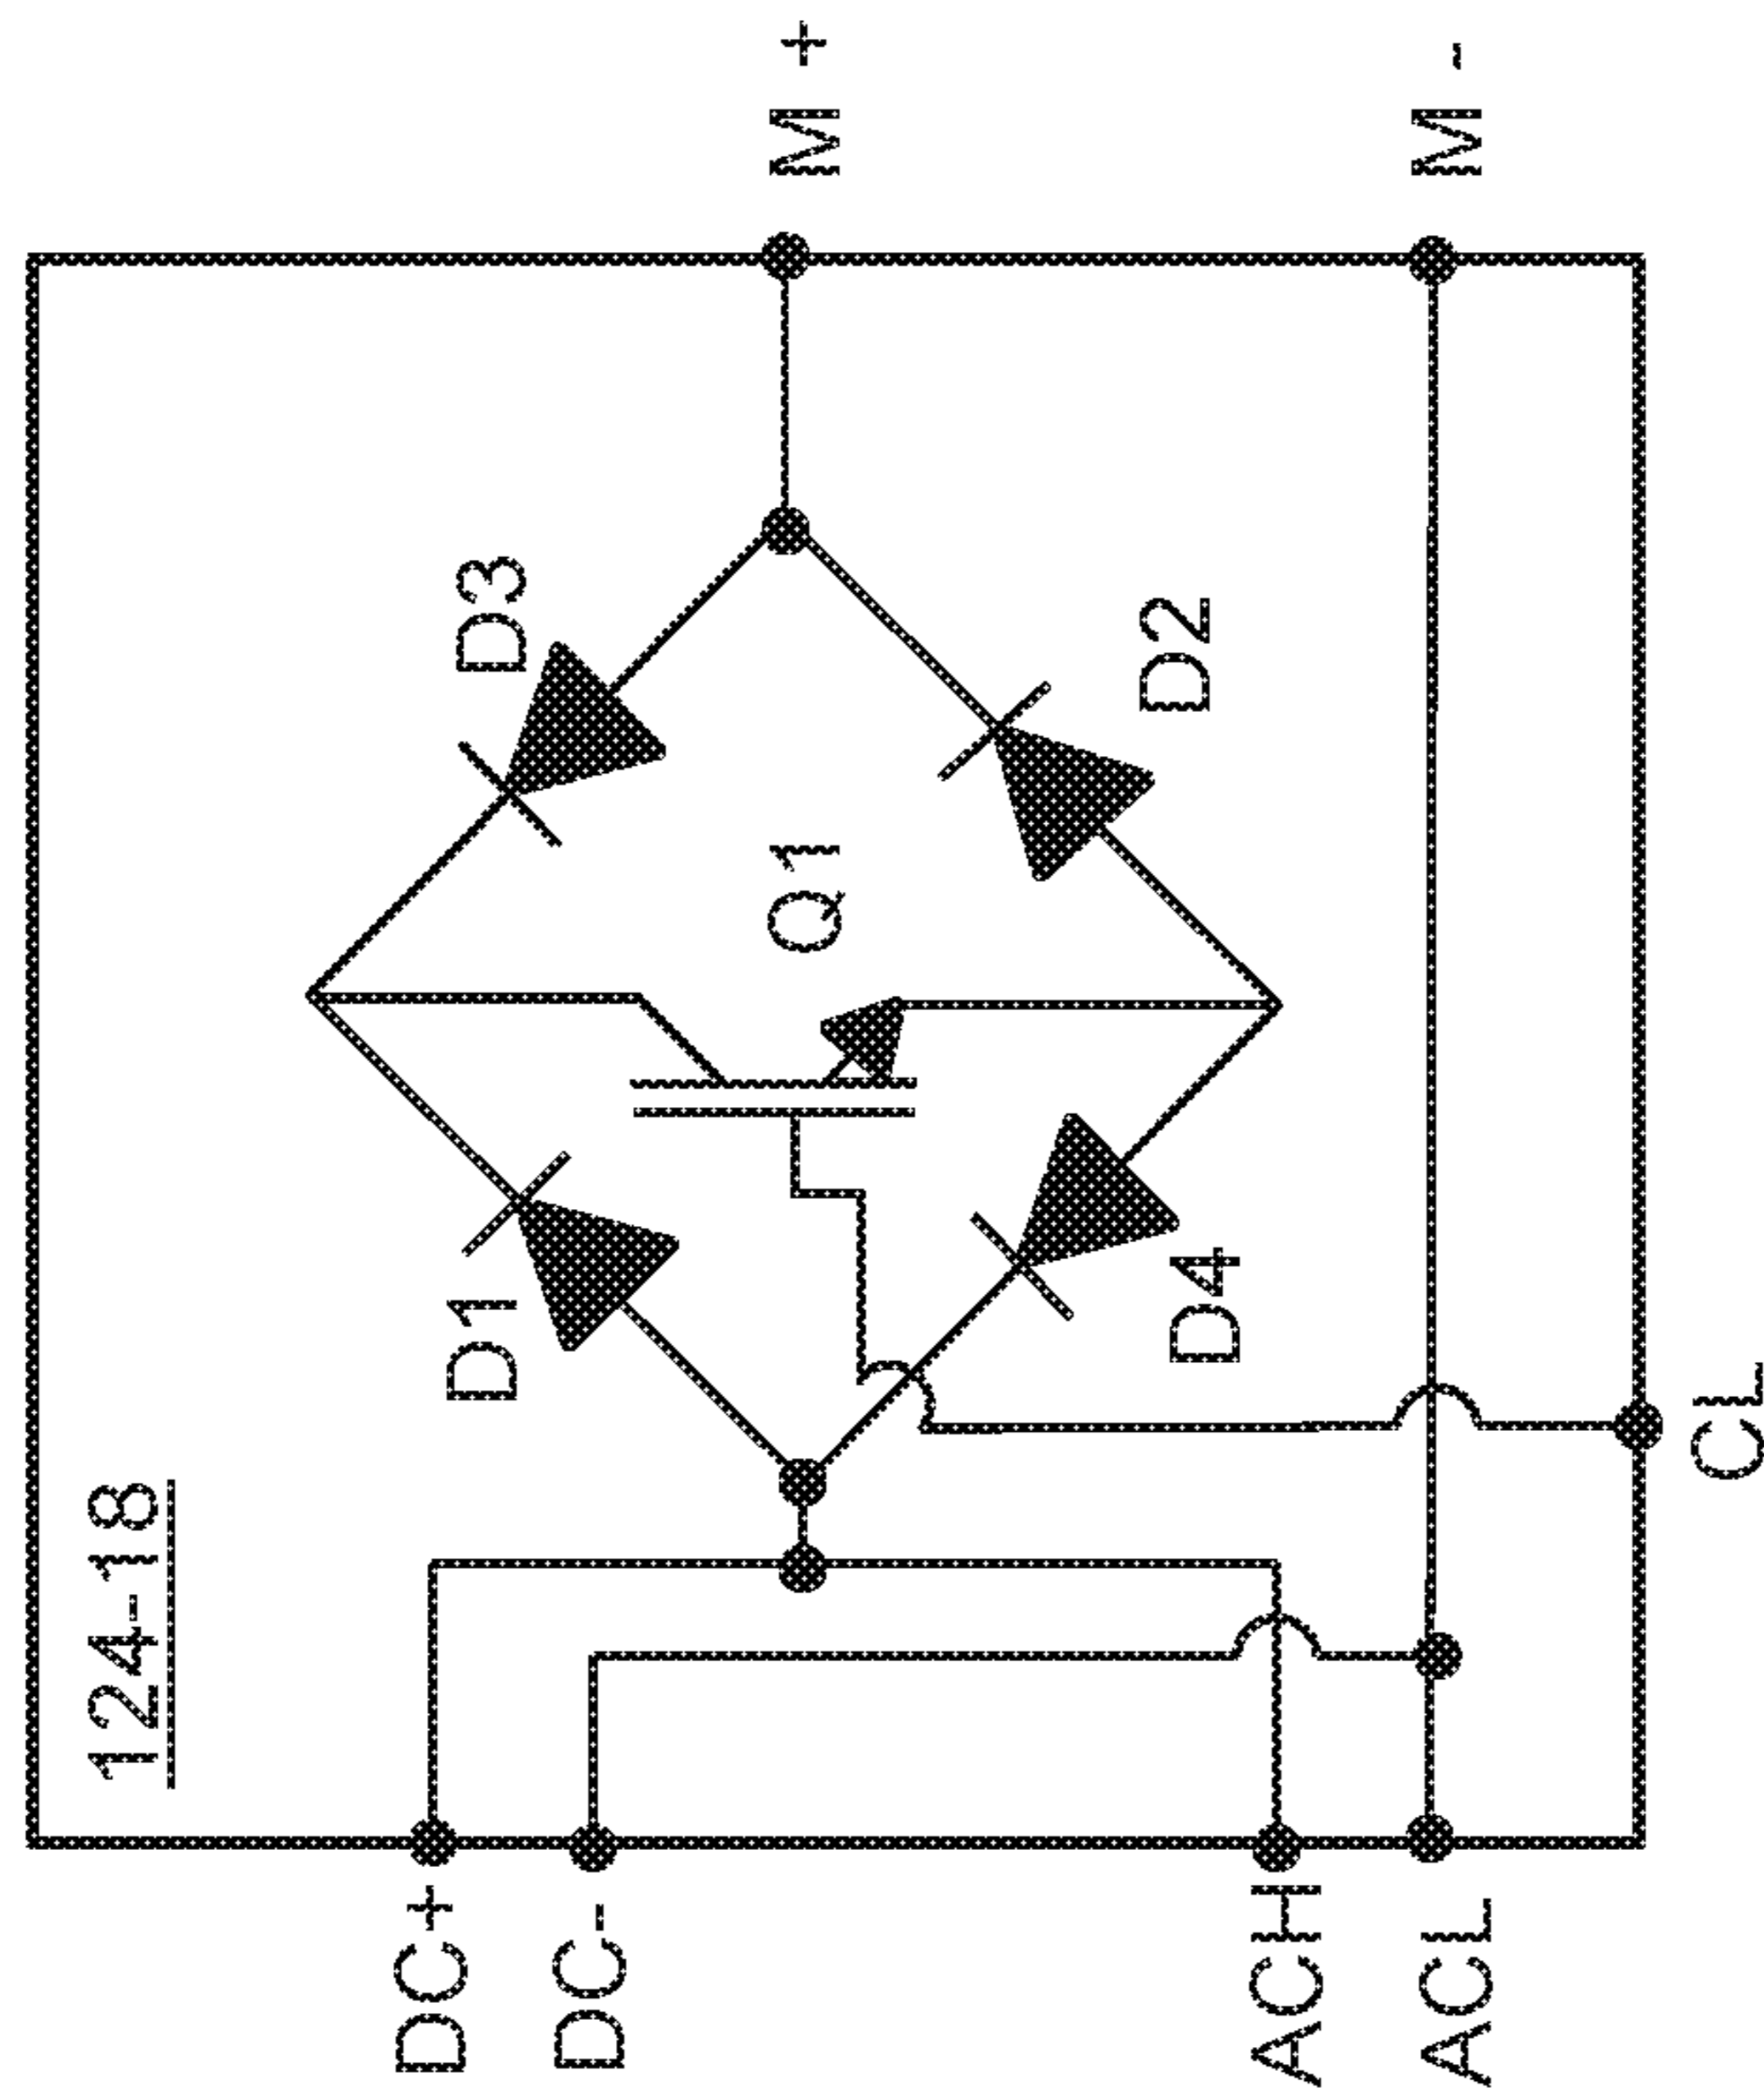 124-18
DC+
DC-
ACH
ACL
D1
D3
Q1
D4
D2
M +
M -
CL